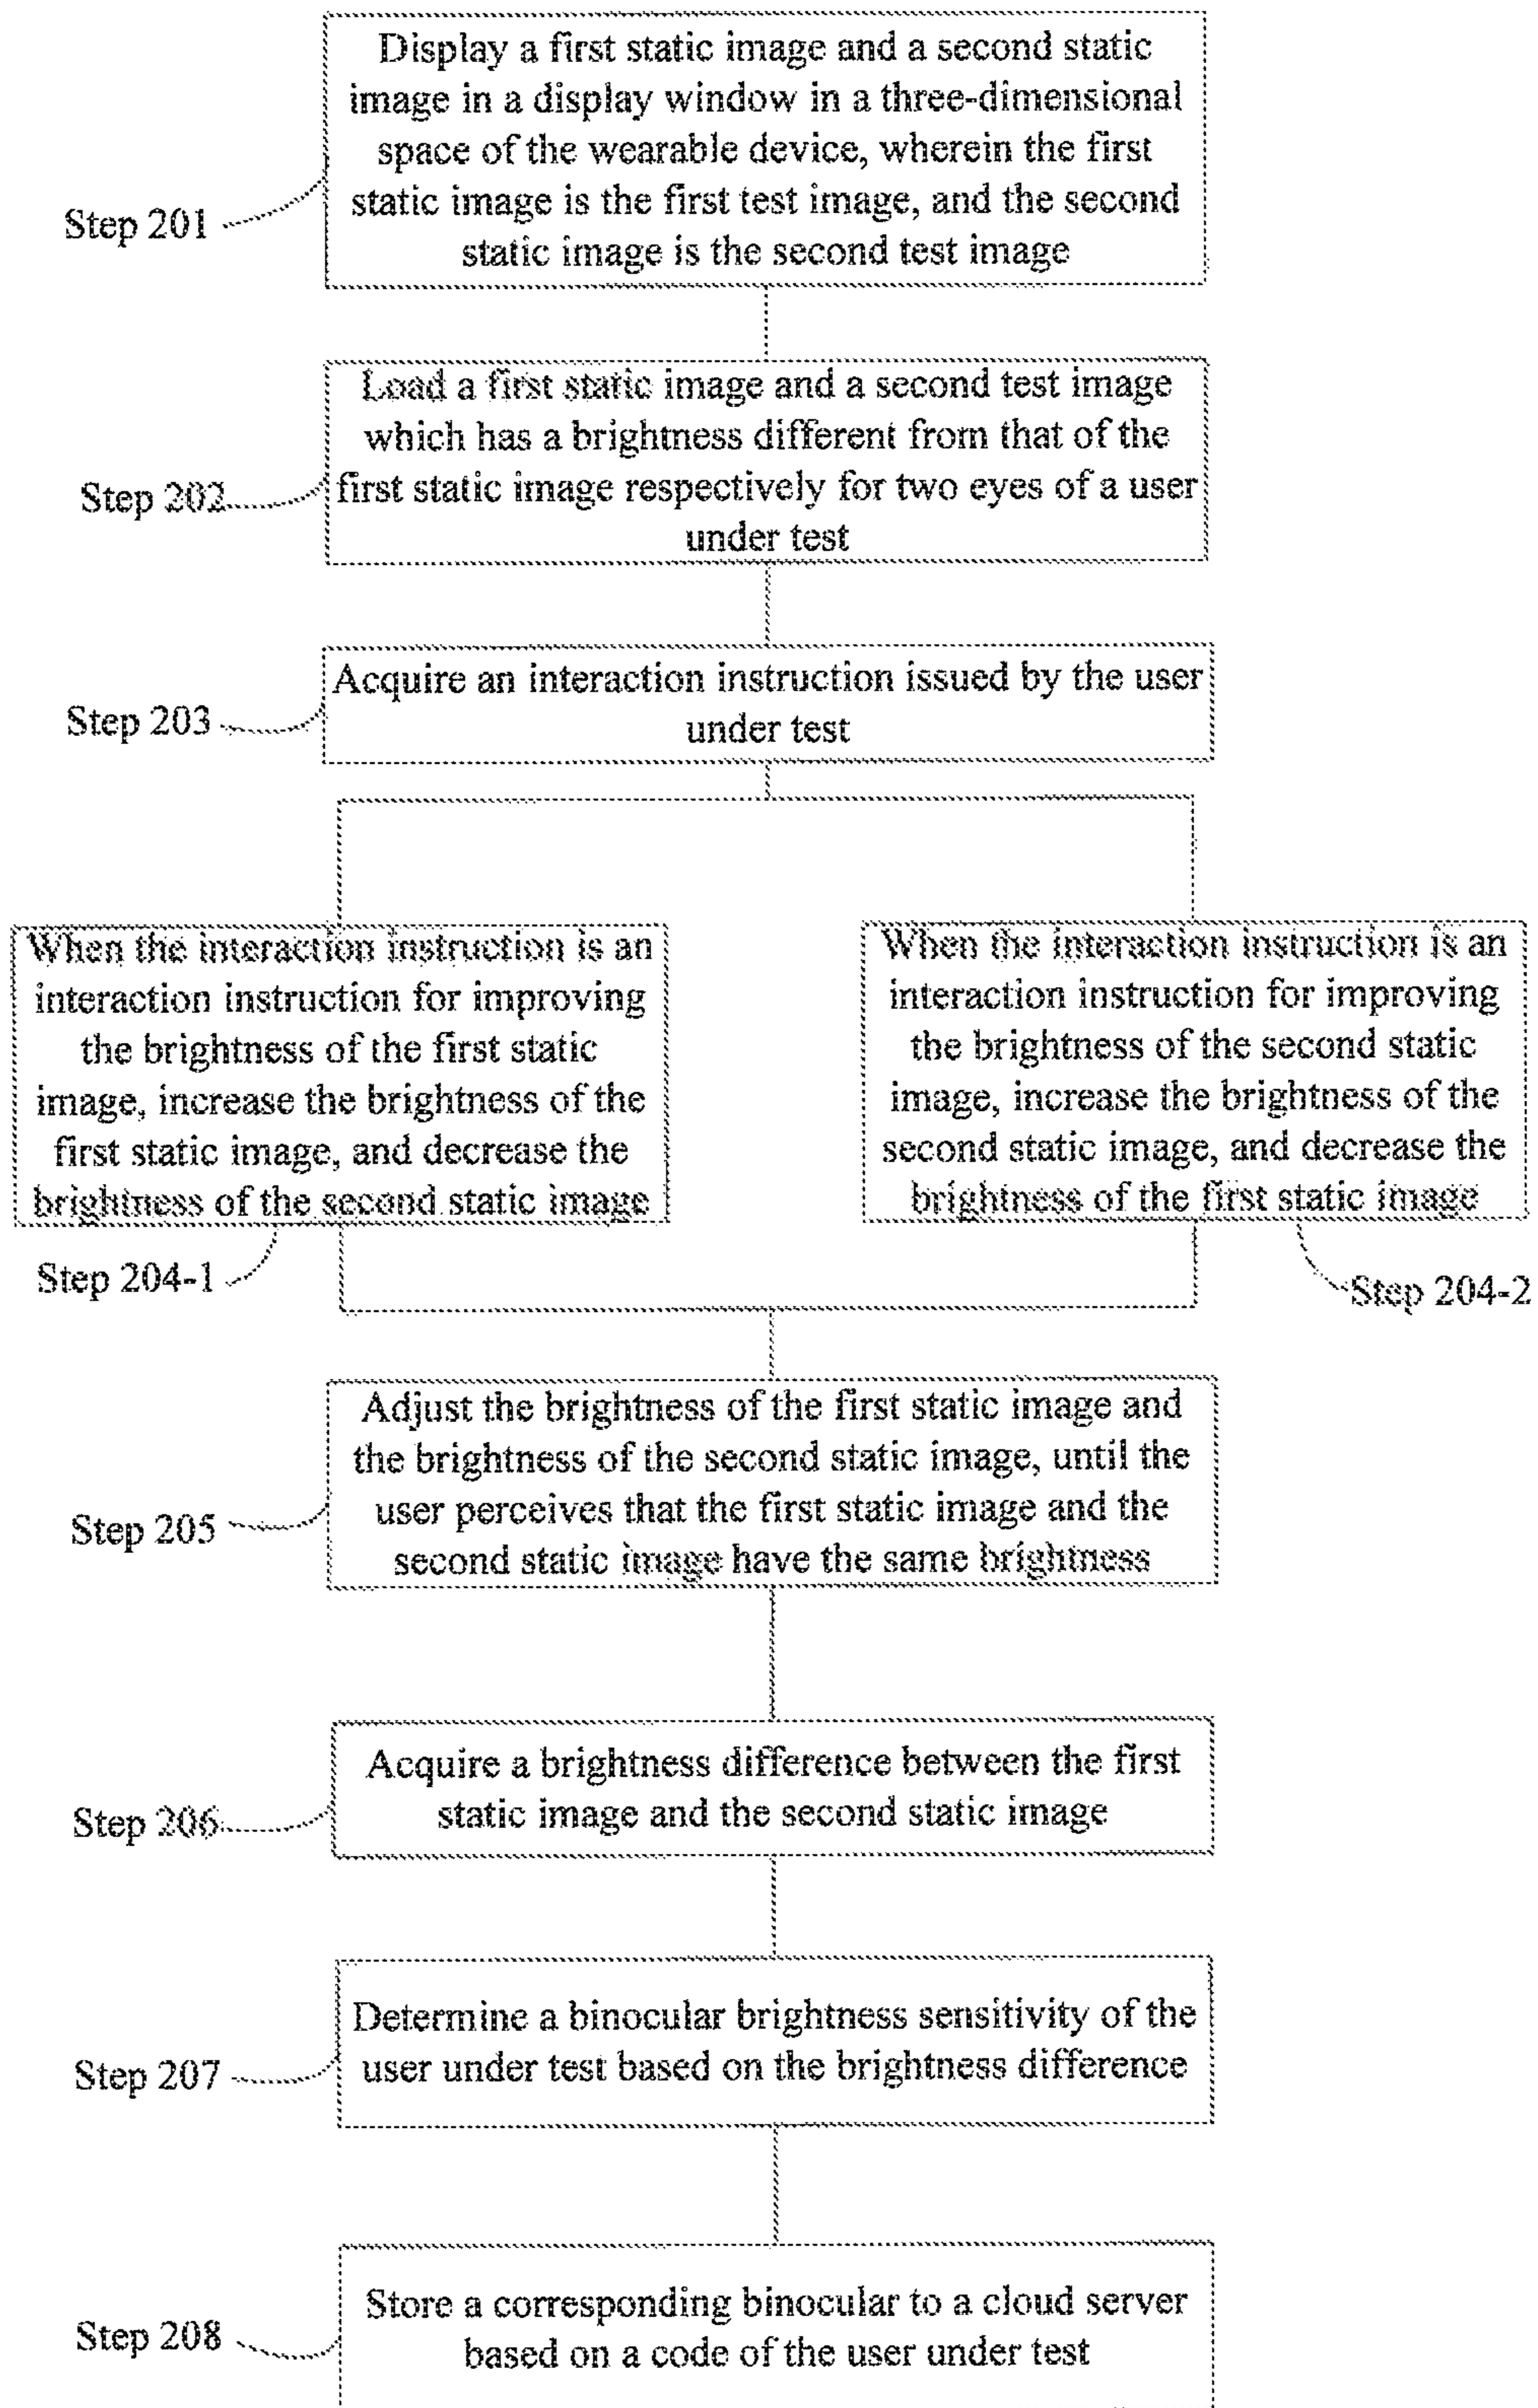 Display a first static image and a second static
image in a display window in a three-dimensional
space of the wearable device, wherein the first
static image is the first test image, and the second
static image is the second test image
Step 201
Load a first static image and a second test image
which has a brightness different from that of the
first static image respectively for two eyes of a user
under test
Step 202
Acquire an interaction instruction issued by the user
under test
Step 203
When the interaction instruction is an
interaction instruction for improving
the brightness of the first static
image, increase the brightness of the
first static image, and decrease the
brightness of the second static image
Step 204-1
When the interaction instruction is an
interaction instruction for improving
the brightness of the second static
image, increase the brightness of the
second static image, and decrease the
brightness of the first static image
Step 204-2
Adjust the brightness of the first static image and
the brightness of the second static image, until the
user perceives that the first static image and the
second static image have the same brightness
Step 205
Acquire a brightness difference between the first
static image and the second static image
Step 206
Determine a binocular brightness sensitivity of the
user under test based on the brightness difference
Step 207
Store a corresponding binocular to a cloud server
based on a code of the user under test
Step 208